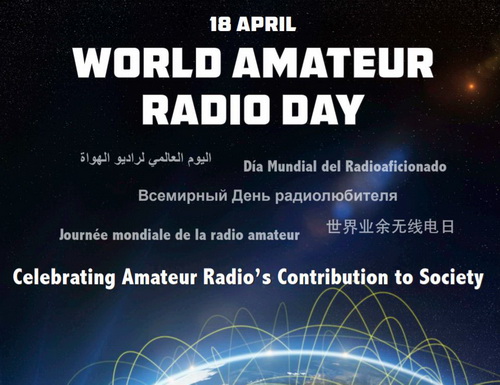 18 APRIL
WORLD AMATEUR
RADIO DAY
اليوم العالمي لراديو الهواة
Día Mundial del Radioaficionado
Всемирный День радиолюбителя
Journée mondiale de la radio amateur
世界业余无线电日
Celebrating Amateur Radio's Contribution to Society